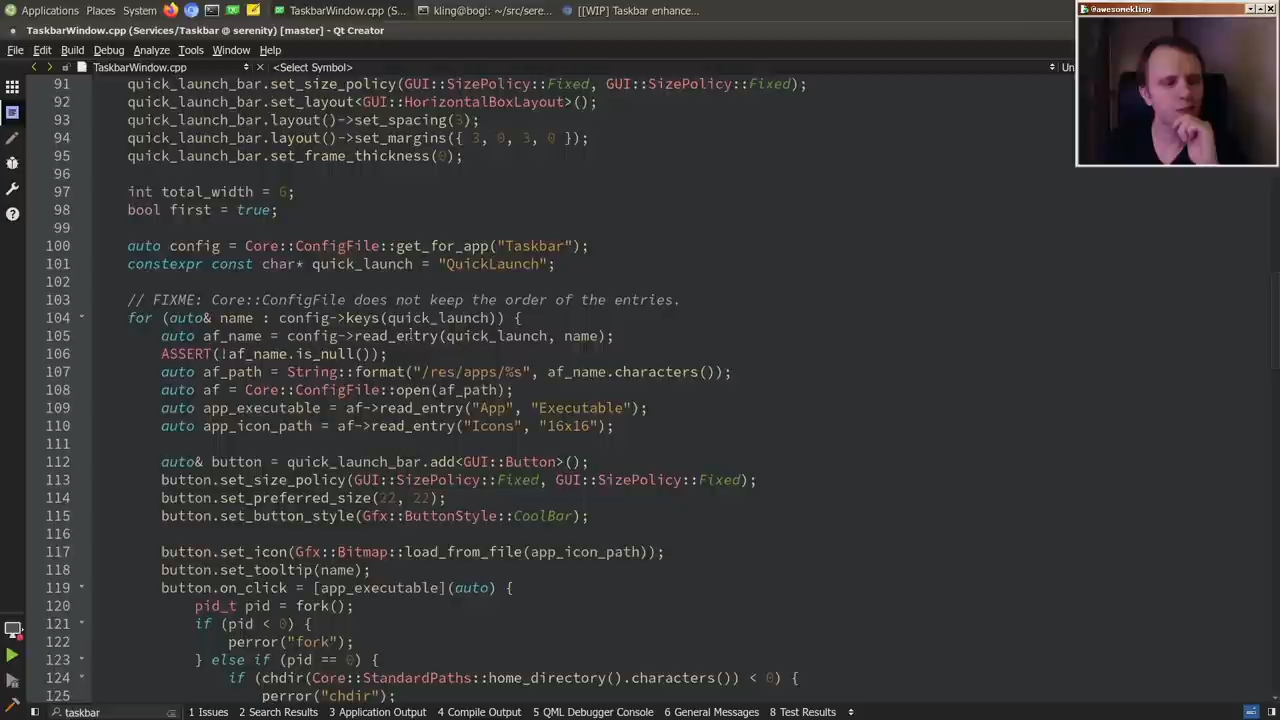 Applications Places System TaskbarWindow.cpp (S... kling@bogi: ~/src/sere... [[WIP] Taskbar enhance...
TaskbarWindow.cpp (Services/Taskbar @ serenity) [master] - Qt Creator
@awesomekling
File Edit Build Debug Analyze Tools Window Help
TaskbarWindow.cpp <Select Symbol> Un
91 quick_launch_bar.set_size_policy(GUI::SizePolicy::Fixed, GUI::SizePolicy::Fixed);
92 quick_launch_bar.set_layout<GUI::HorizontalBoxLayout>();
93 quick_launch_bar.layout()->set_spacing(3);
94 quick_launch_bar.layout()->set_margins({ 3, 0, 3, 0 });
95 quick_launch_bar.set_frame_thickness(0);
96
97 int total_width = 6;
98 bool first = true;
99
100 auto config = Core::ConfigFile::get_for_app("Taskbar");
101 constexpr const char* quick_launch = "QuickLaunch";
102
103 // FIXME: Core::ConfigFile does not keep the order of the entries.
104 for (auto& name : config->keys(quick_launch)) {
105 auto af_name = config->read_entry(quick_launch, name);
106 ASSERT(!af_name.is_null());
107 auto af_path = String::format("/res/apps/%s", af_name.characters());
108 auto af = Core::ConfigFile::open(af_path);
109 auto app_executable = af->read_entry("App", "Executable");
110 auto app_icon_path = af->read_entry("Icons", "16x16");
111
112 auto& button = quick_launch_bar.add<GUI::Button>();
113 button.set_size_policy(GUI::SizePolicy::Fixed, GUI::SizePolicy::Fixed);
114 button.set_preferred_size(22, 22);
115 button.set_button_style(Gfx::ButtonStyle::CoolBar);
116
117 button.set_icon(Gfx::Bitmap::load_from_file(app_icon_path));
118 button.set_tooltip(name);
119 button.on_click = [app_executable](auto) {
120 pid_t pid = fork();
121 if (pid < 0) {
122 perror("fork");
123 } else if (pid == 0) {
124 if (chdir(Core::StandardPaths::home_directory().characters()) < 0) {
125 perror("chdir");
taskbar 1 Issues 2 Search Results 3 Application Output 4 Compile Output 5 QML Debugger Console 6 General Messages 8 Test Results